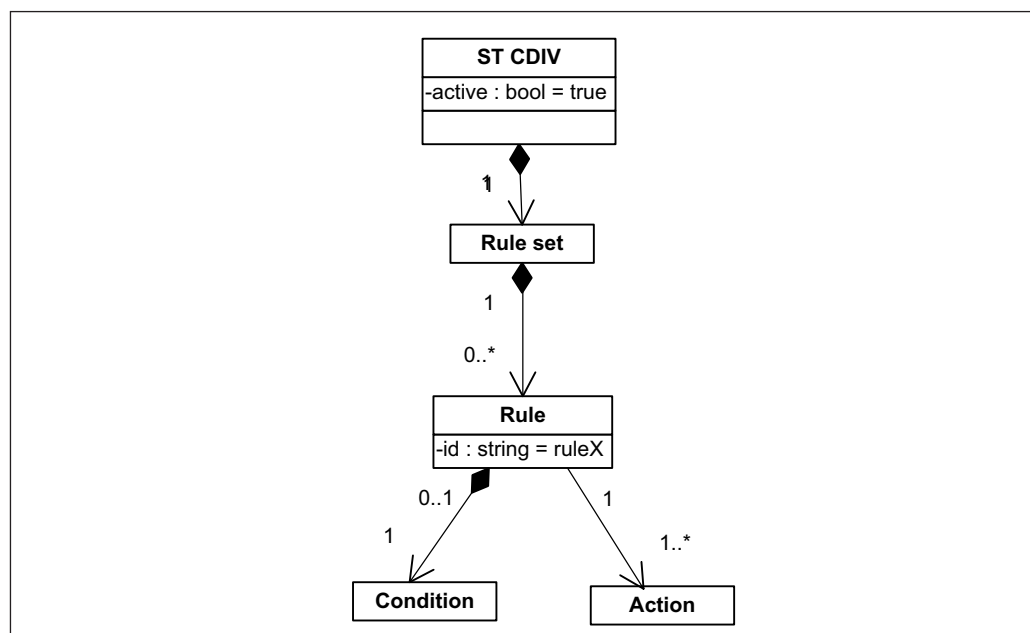 ST CDIV
-active : bool = true
1
1
Rule set
1
0..*
Rule
-id : string = ruleX
0..1
1
1
1..*
Condition
Action